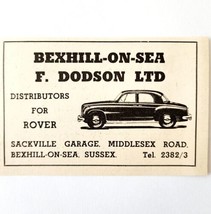 BEXHILL-ON-SEA
F. DODSON LTD
DISTRIBUTORS
FOR
ROVER
SACKVILLE GARAGE, MIDDLESEX ROAD,
BEXHILL-ON-SEA, SUSSEX. Tel. 2382/3